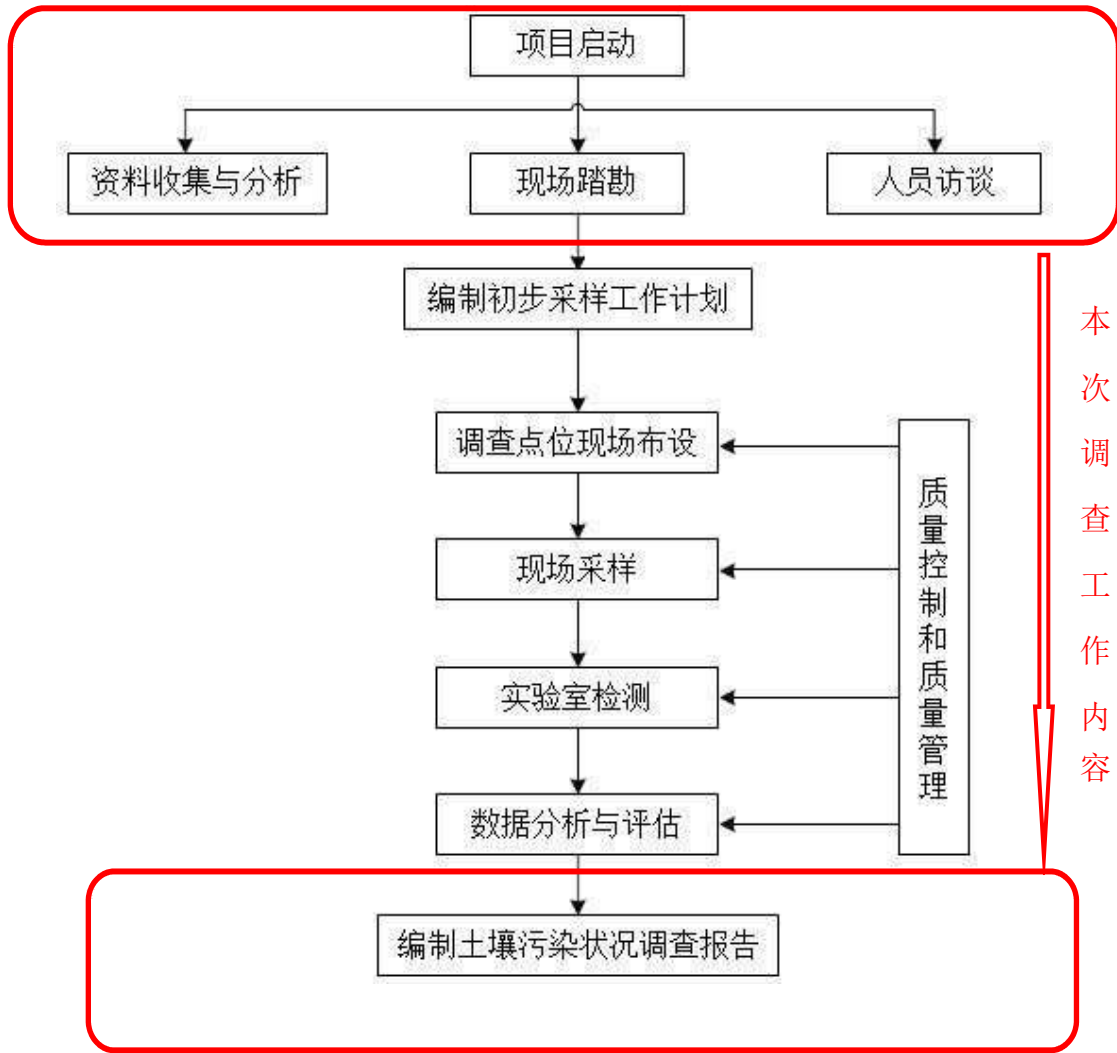 项目启动
资料收集与分析
现场踏勘
人员访谈
编制初步采样工作计划
调查点位现场布设
现场采样
实验室检测
数据分析与评估
编制土壤污染状况调查报告
质量控制和质量管理
本次调查工作内容